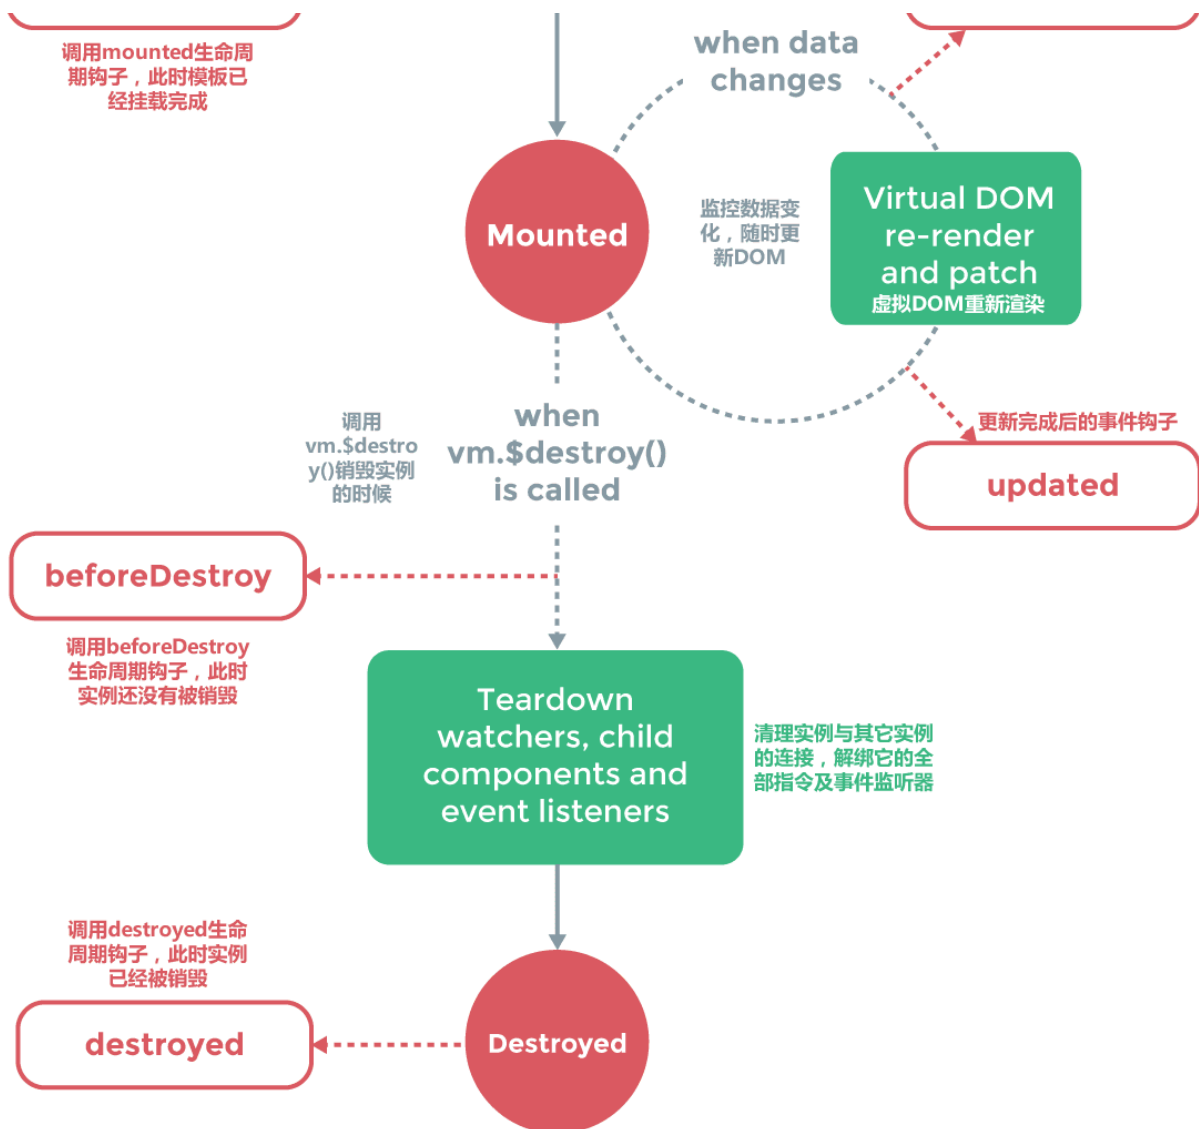 调用mounted生命周
期钩子，此时模板已
经挂载完成
when data
changes
Mounted
监控数据变
化，随时更
新DOM
Virtual DOM
re-render
and patch
虚拟DOM重新渲染
更新完成后的事件钩子
updated
调用
vm.$destro
y()销毁实例
的时候
when
vm.$destroy()
is called
beforeDestroy
调用beforeDestroy
生命周期钩子，此时
实例还没有被销毁
Teardown
watchers, child
components and
event listeners
清理实例与其它实例
的连接，解绑它的全
部指令及事件监听器
调用destroyed生命
周期钩子，此时实例
已经被销毁
destroyed
Destroyed